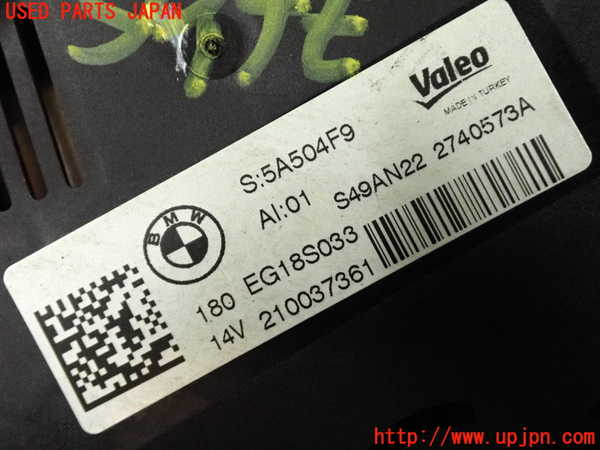 USED PARTS JAPAN
Valeo
MADE IN TURKEY
S:5A504F9
AI:01 S49AN22 2740573A
BMW
180 EG18S033
14V 210037361
http://www.upjpn.com